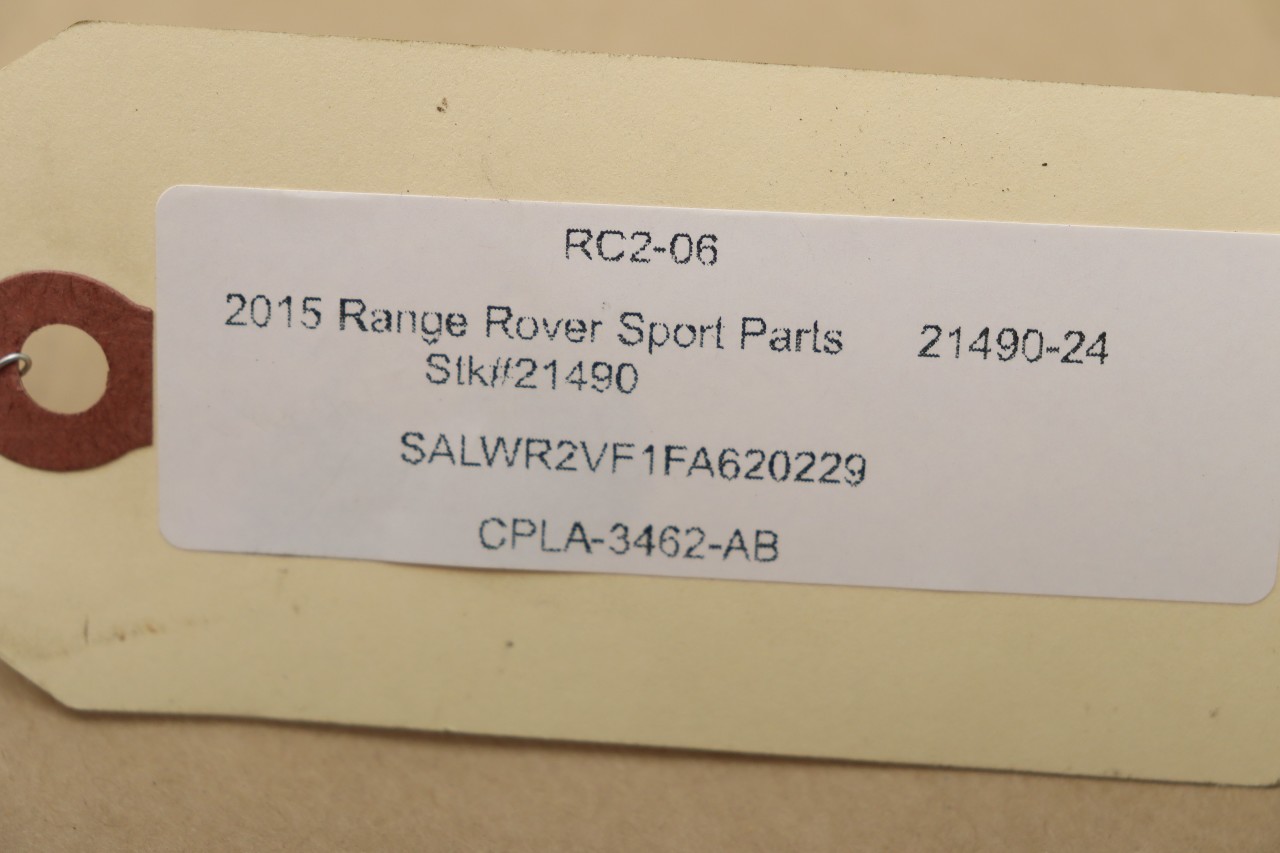 RC2-06
2015 Range Rover Sport Parts 21490-24
Stk#21490
SALWR2VF1FA620229
CPLA-3462-AB